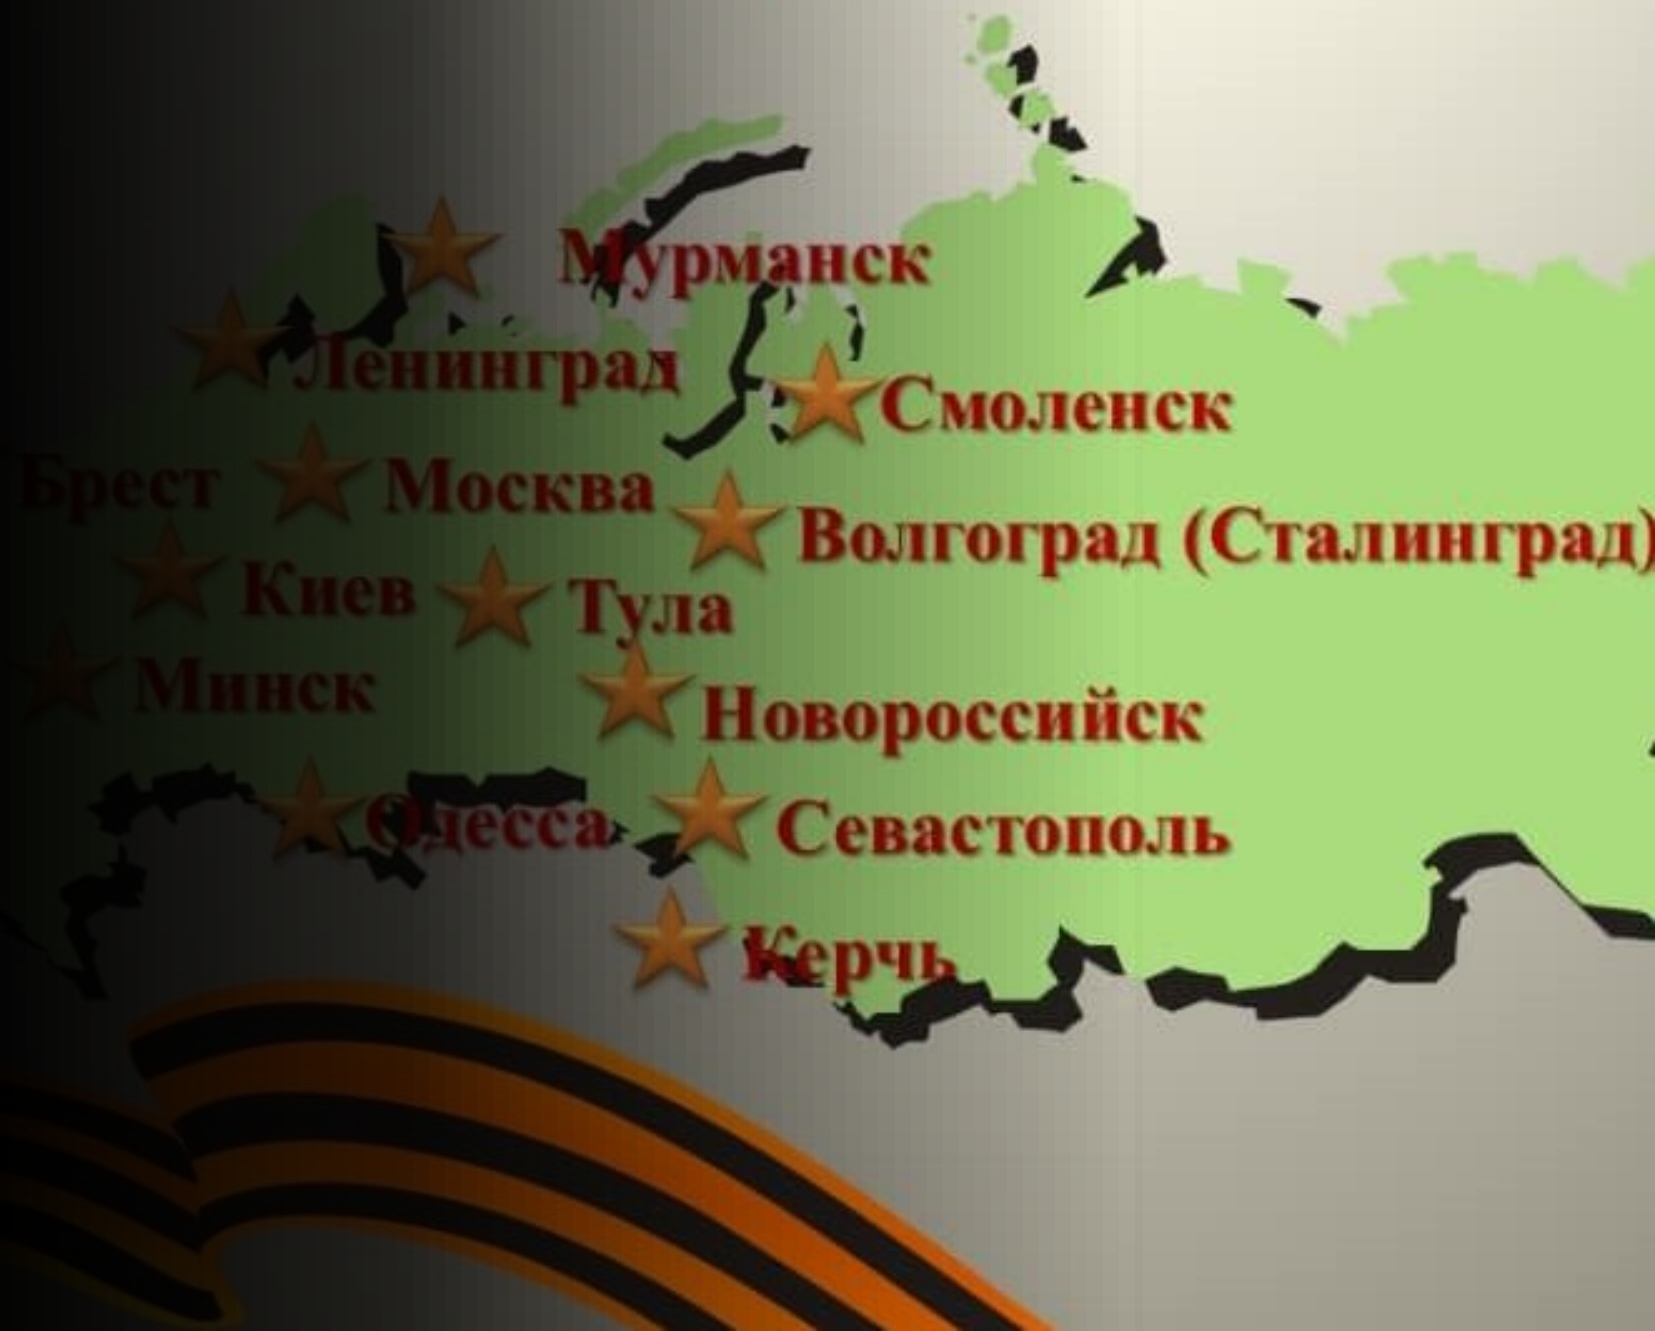 Мурманск
Ленинград
Смоленск
Брест
Москва
Волгоград (Сталинград)
Киев
Тула
Минск
Новороссийск
Одесса
Севастополь
Керчь